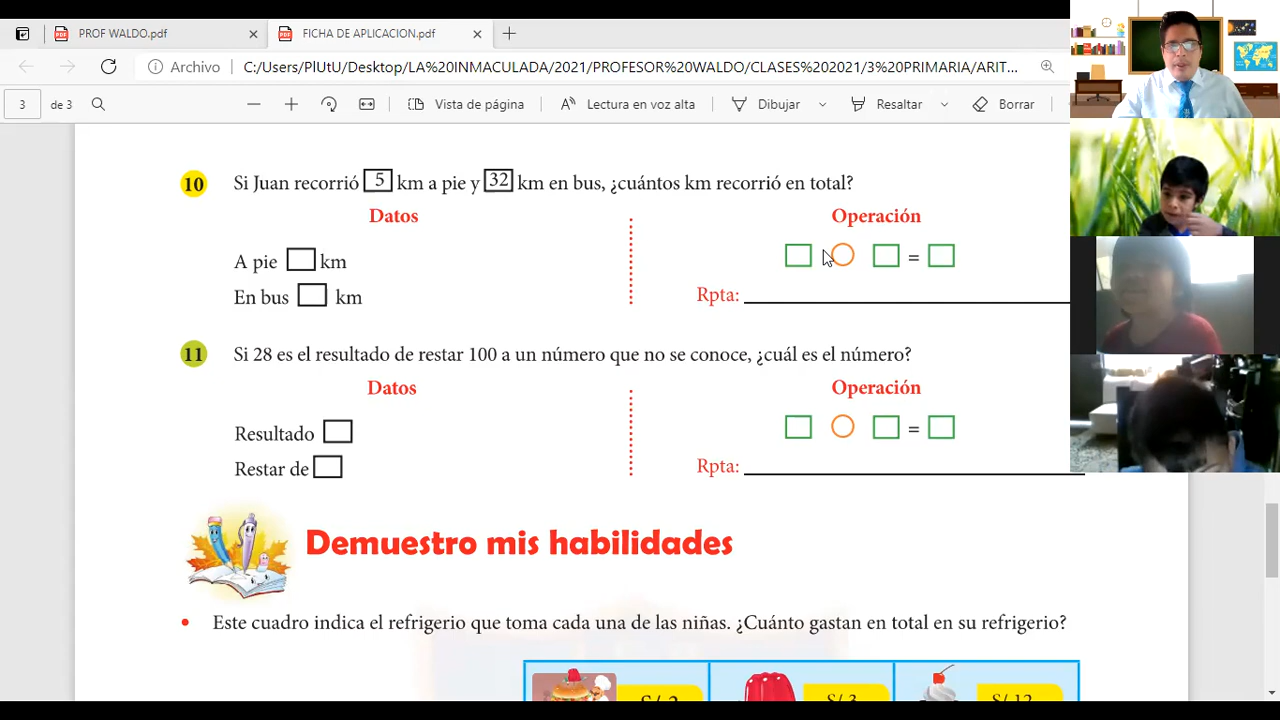 PROF WALDO.pdf
FICHA DE APLICACION.pdf
Archivo
C:/Users/PIUtU/Desktop/LA%20INMACULADA%202021/PROFESOR%20WALDO/CLASES%202021/3%20PRIMARIA/ARIT...
3 de 3
Vista de página
Lectura en voz alta
Dibujar
Resaltar
Borrar
10 Si Juan recorrió 5 km a pie y 32 km en bus, ¿cuántos km recorrió en total?
Datos
Operación
A pie km
=
En bus km
Rpta:
11 Si 28 es el resultado de restar 100 a un número que no se conoce, ¿cuál es el número?
Datos
Operación
Resultado
=
Restar de
Rpta:
Demuestro mis habilidades
• Este cuadro indica el refrigerio que toma cada una de las niñas. ¿Cuánto gastan en total en su refrigerio?
S/ 2
S/ 3
S/ 12